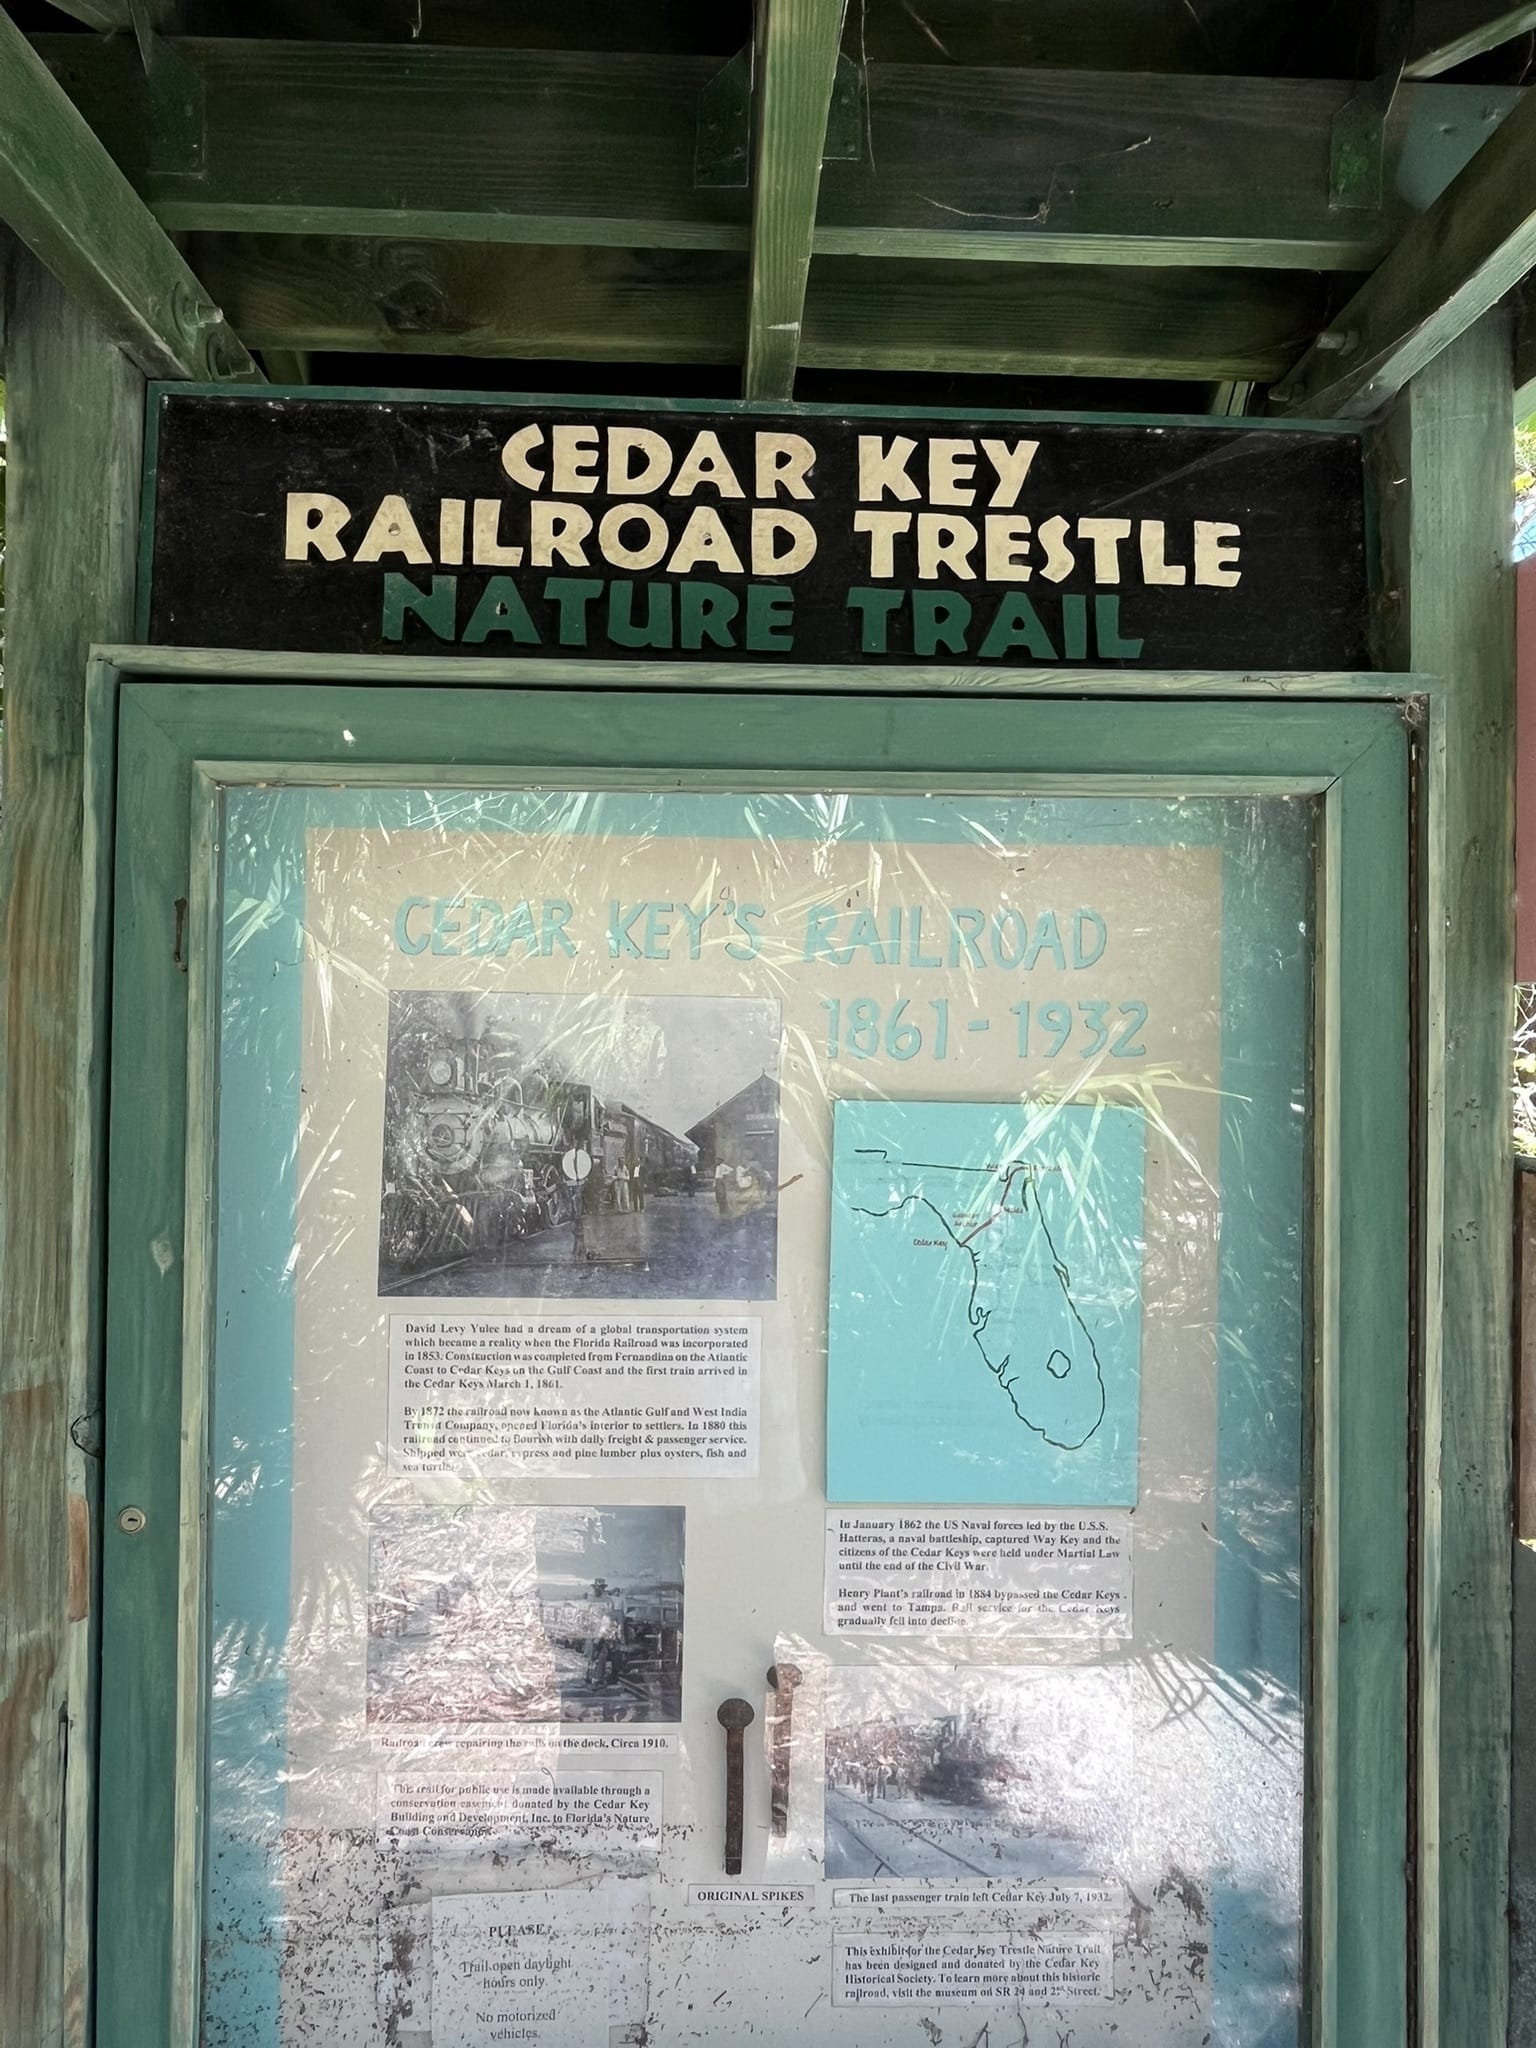 CEDAR KEY
RAILROAD TRESTLE
NATURE TRAIL
CEDAR KEY'S RAILROAD
1861-1932
David Levy Yulee had a dream of a global transportation system
which became a reality when the Florida Railroad was incorporated
in 1853. Construction was completed from Fernandina on the Atlantic
Coast to Cedar Keys on the Gulf Coast and the first train arrived in
the Cedar Keys March 1, 1861.
By 1872 the railroad now known as the Atlantic Gulf and West India
Transit Company, opened Florida's interior to settlers. In 1880 this
railroad continued to flourish with daily freight & passenger service.
Shipped were cedar, cypress and pine lumber plus oysters, fish and
sea turtle
Cedar Key
In January 1862 the US Naval forces led by the U.S.S.
Hatteras, a naval battleship, captured Way Key and the
citizens of the Cedar Keys were held under Martial Law
until the end of the Civil War.
Henry Plant's railroad in 1884 bypassed the Cedar Keys
and went to Tampa. Rail service for the Cedar Keys
gradually fell into decline.
Railroad crew repairing the rails on the dock. Circa 1910.
This trail for public use is made available through a
conservation easement donated by the Cedar Key
Building and Development, Inc. to Florida's Nature
Coast Conservancy.
ORIGINAL SPIKES
The last passenger train left Cedar Key July 7, 1932.
This exhibit for the Cedar Key Trestle Nature Trail
has been designed and donated by the Cedar Key
Historical Society. To learn more about this historic
railroad, visit the museum on SR 24 and 2nd Street.
PLEASE
Trail open daylight
hours only.
No motorized
vehicles.